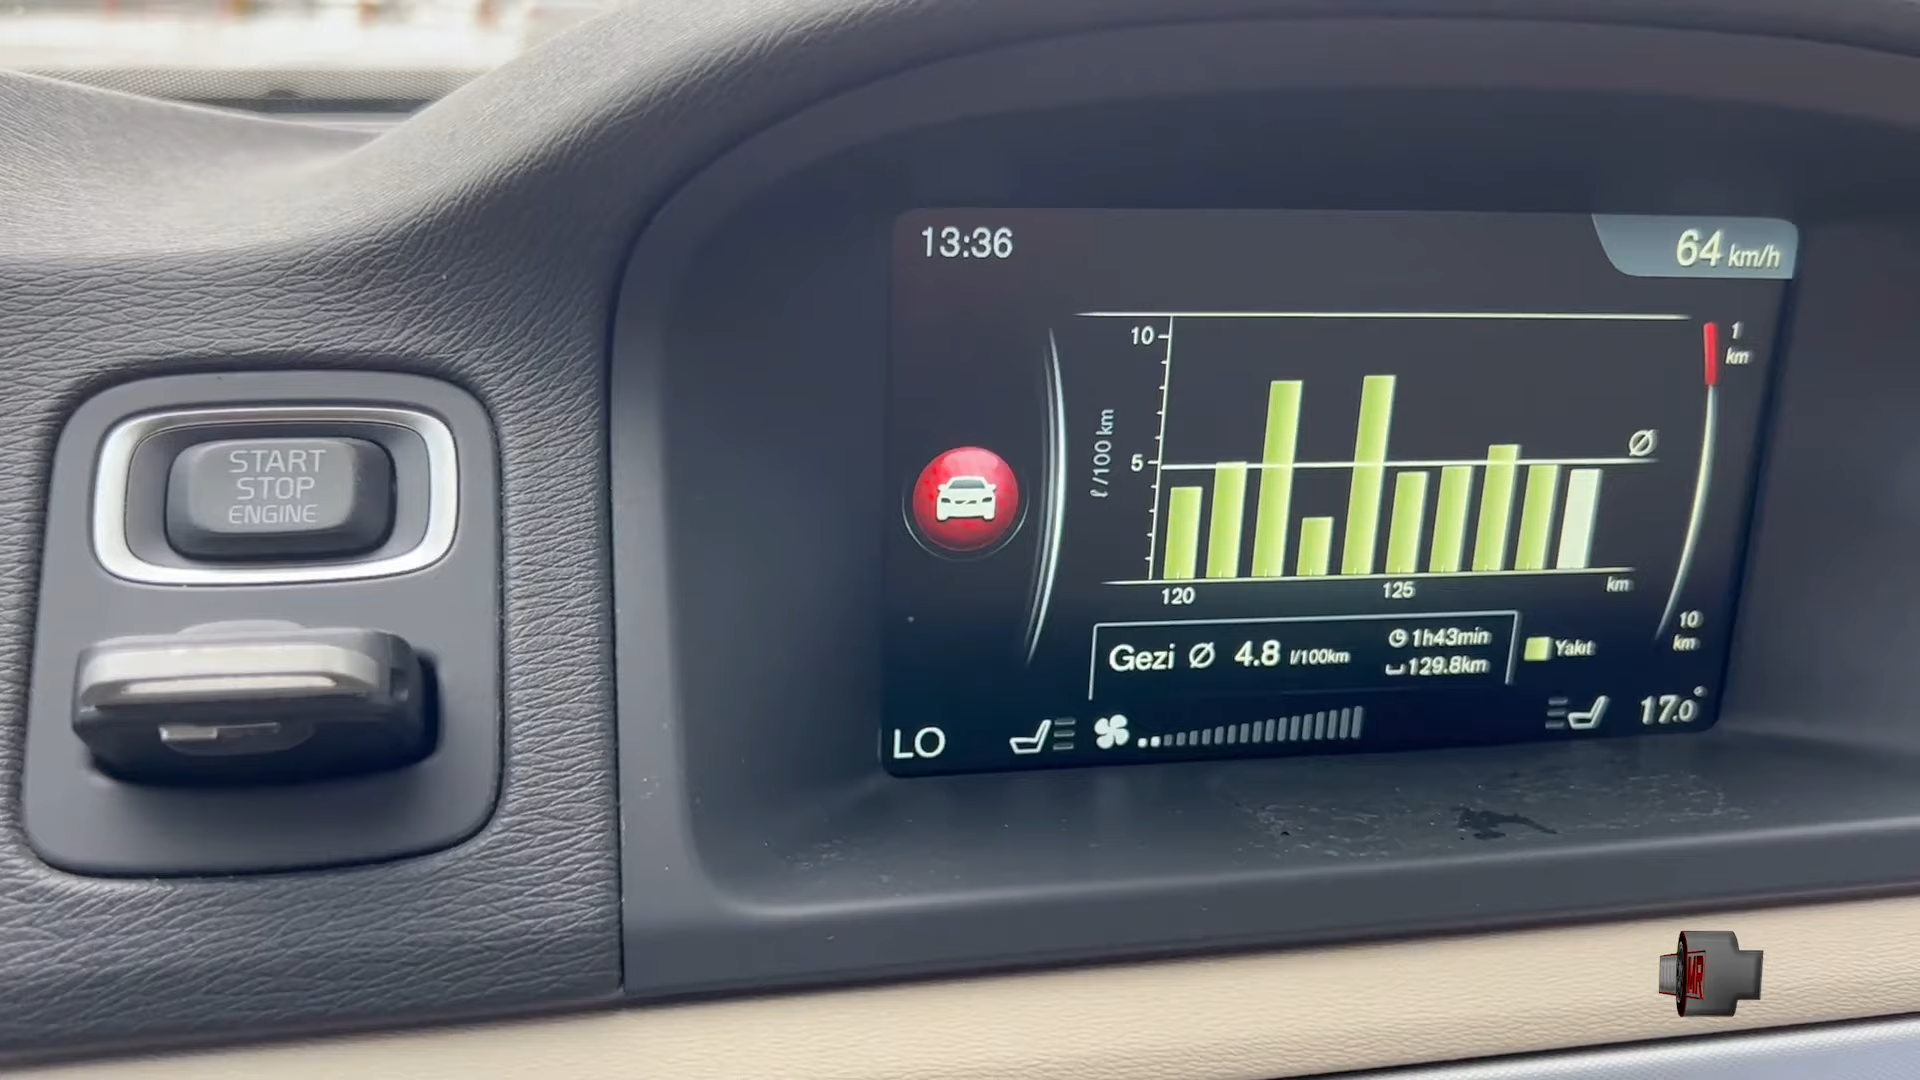 13:36
64 km/h
10
5
ℓ/100 km
Ø
1
km
120
125
km
10
km
START
STOP
ENGINE
Gezi Ø 4.8 l/100km
1h43min
129.8km
Yakıt
LO
17.0°
MR